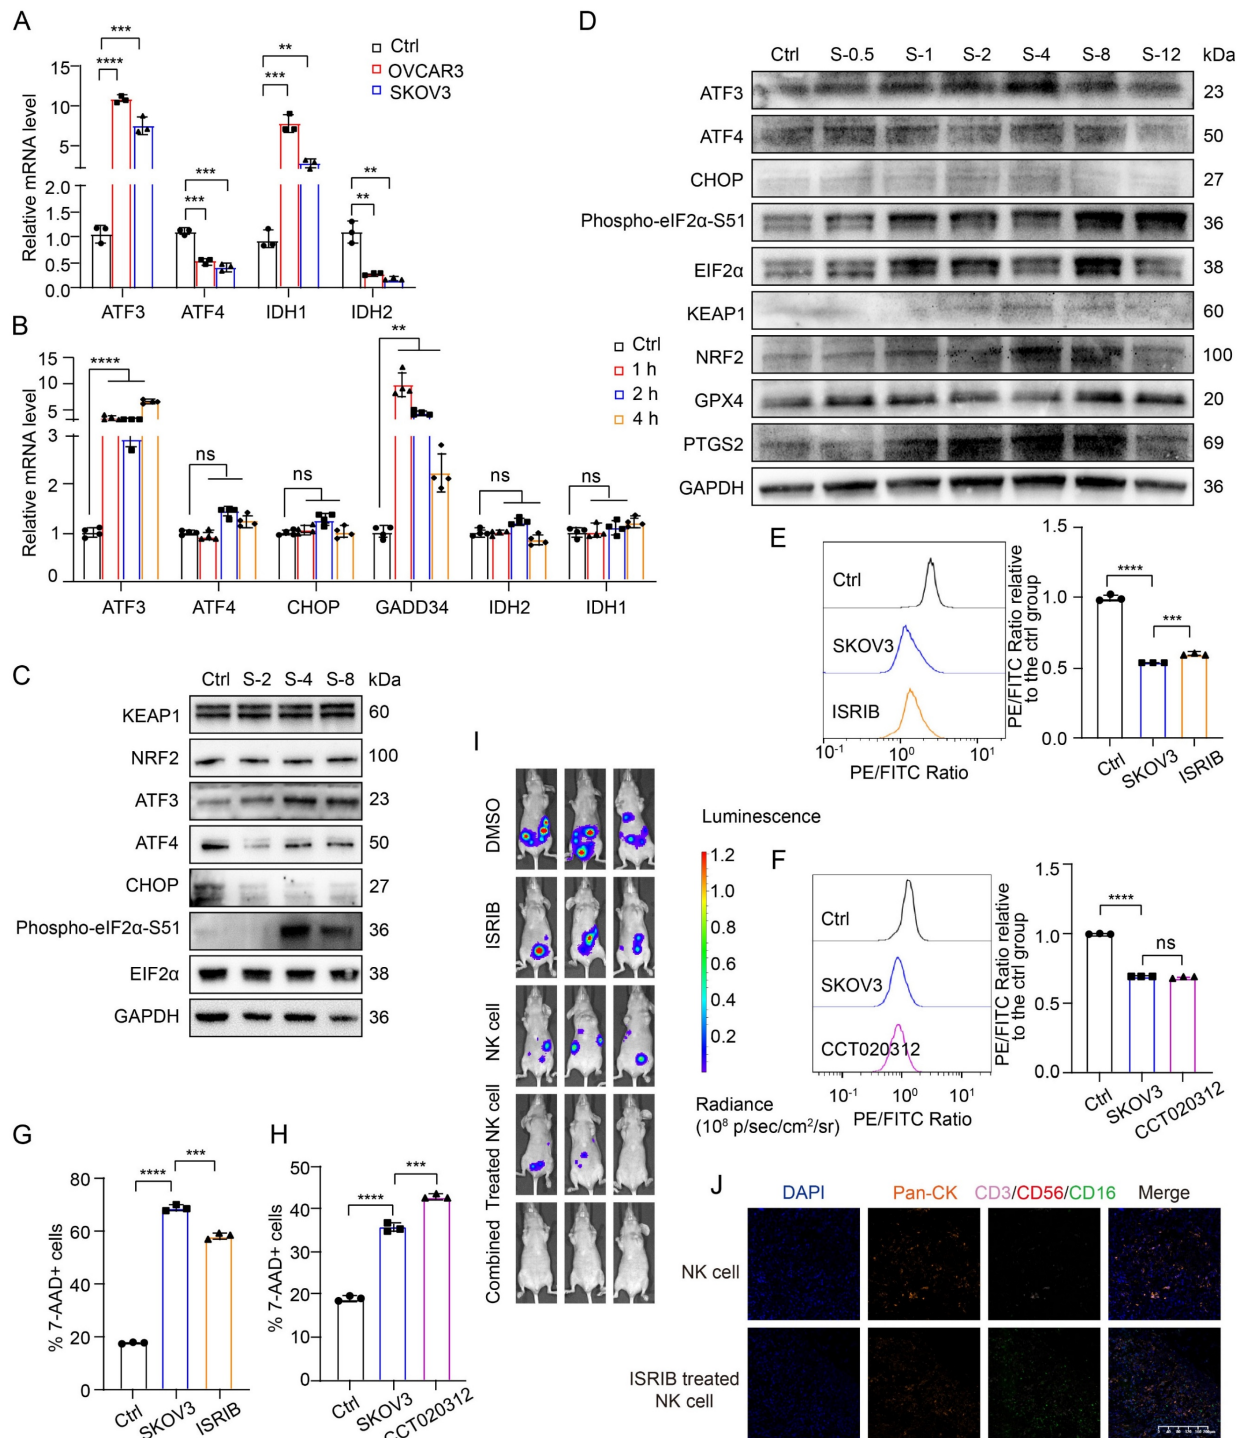 A
Ctrl
OVCAR3
SKOV3
Relative mRNA level
15
10
5
2.0
1.0
0.5
0.0
****
***
***
***
***
**
**
**
ATF3 ATF4 IDH1 IDH2
B
Ctrl
1 h
2 h
4 h
Relative mRNA level
15
10
5
3
2
1
0
****
ns
ns
**
ns
ns
ATF3 ATF4 CHOP GADD34 IDH2 IDH1
C
Ctrl S-2 S-4 S-8 kDa
KEAP1 60
NRF2 100
ATF3 23
ATF4 50
CHOP 27
Phospho-eIF2α-S51 36
EIF2α 38
GAPDH 36
D
Ctrl S-0.5 S-1 S-2 S-4 S-8 S-12 kDa
ATF3 23
ATF4 50
CHOP 27
Phospho-eIF2α-S51 36
EIF2α 38
KEAP1 60
NRF2 100
GPX4 20
PTGS2 69
GAPDH 36
E
Ctrl
SKOV3
ISRIB
10-1 100 101
PE/FITC Ratio
PE/FITC Ratio relative
to the ctrl group
1.5
1.0
0.5
0.0
****
***
Ctrl SKOV3 ISRIB
F
Ctrl
SKOV3
CCT020312
10-1 100 101
PE/FITC Ratio
PE/FITC Ratio relative
to the ctrl group
1.5
1.0
0.5
0.0
****
ns
Ctrl SKOV3 CCT020312
G
% 7-AAD+ cells
80
60
40
20
0
****
***
Ctrl SKOV3 ISRIB
H
% 7-AAD+ cells
50
40
30
20
10
0
****
***
Ctrl SKOV3 CCT020312
I
DMSO
ISRIB
NK cell
Treated NK cell
Combined
Luminescence
1.2
1.0
0.8
0.6
0.4
0.2
Radiance
(10⁸ p/sec/cm²/sr)
J
DAPI Pan-CK CD3/CD56/CD16 Merge
NK cell
ISRIB treated
NK cell